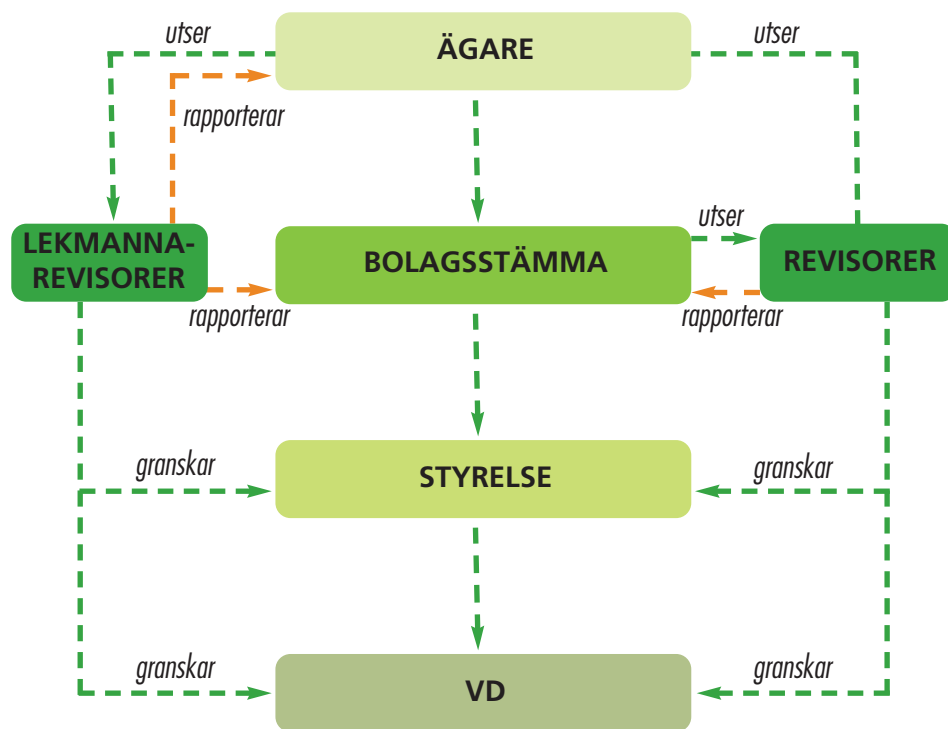 utser
ÄGARE
utser
rapporterar
LEKMANNA-
REVISORER
BOLAGSSTÄMMA
utser
REVISORER
rapporterar
rapporterar
granskar
STYRELSE
granskar
granskar
VD
granskar